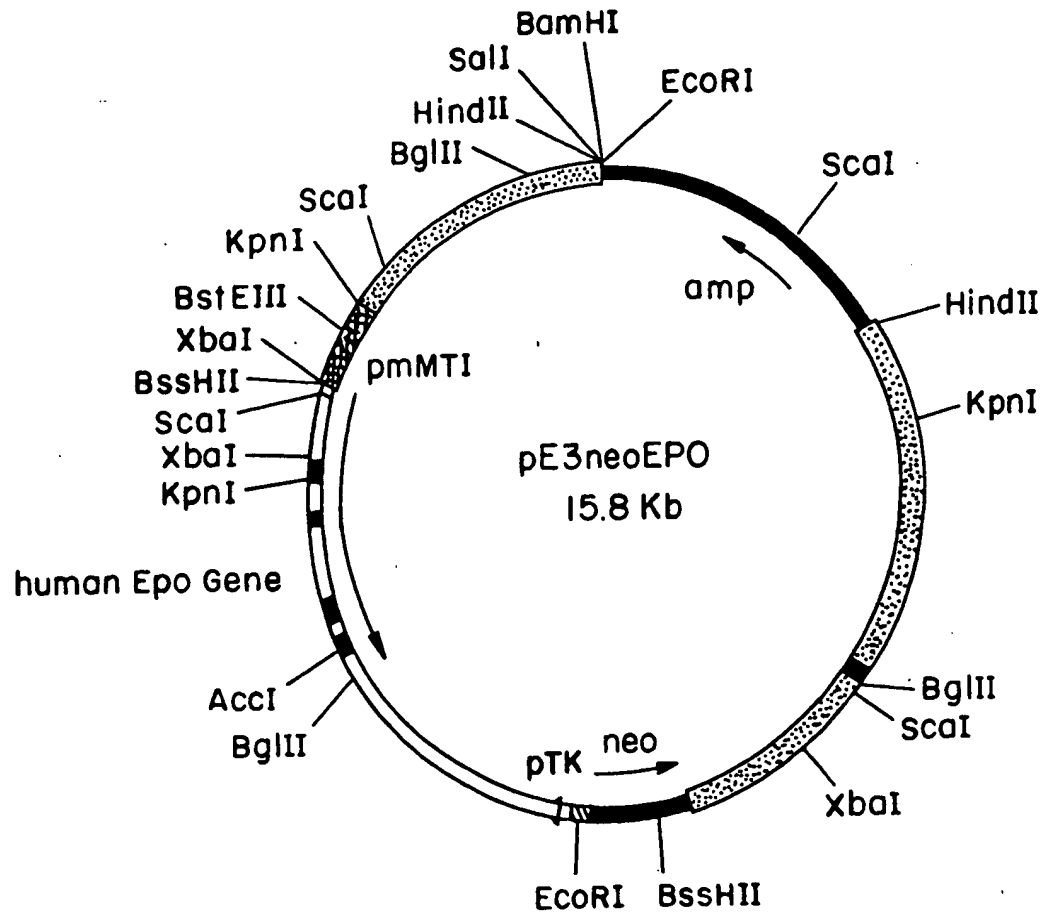 BamHI
SalI
EcoRI
HindII
BglII
ScaI
ScaI
KpnI
amp
BstEIII
HindII
XbaI
pmMTI
BssHII
ScaI
KpnI
XbaI
pE3neoEPO
KpnI
15.8 Kb
human Epo Gene
AccI
BglII
BglII
ScaI
neo
pTK
XbaI
EcoRI
BssHII